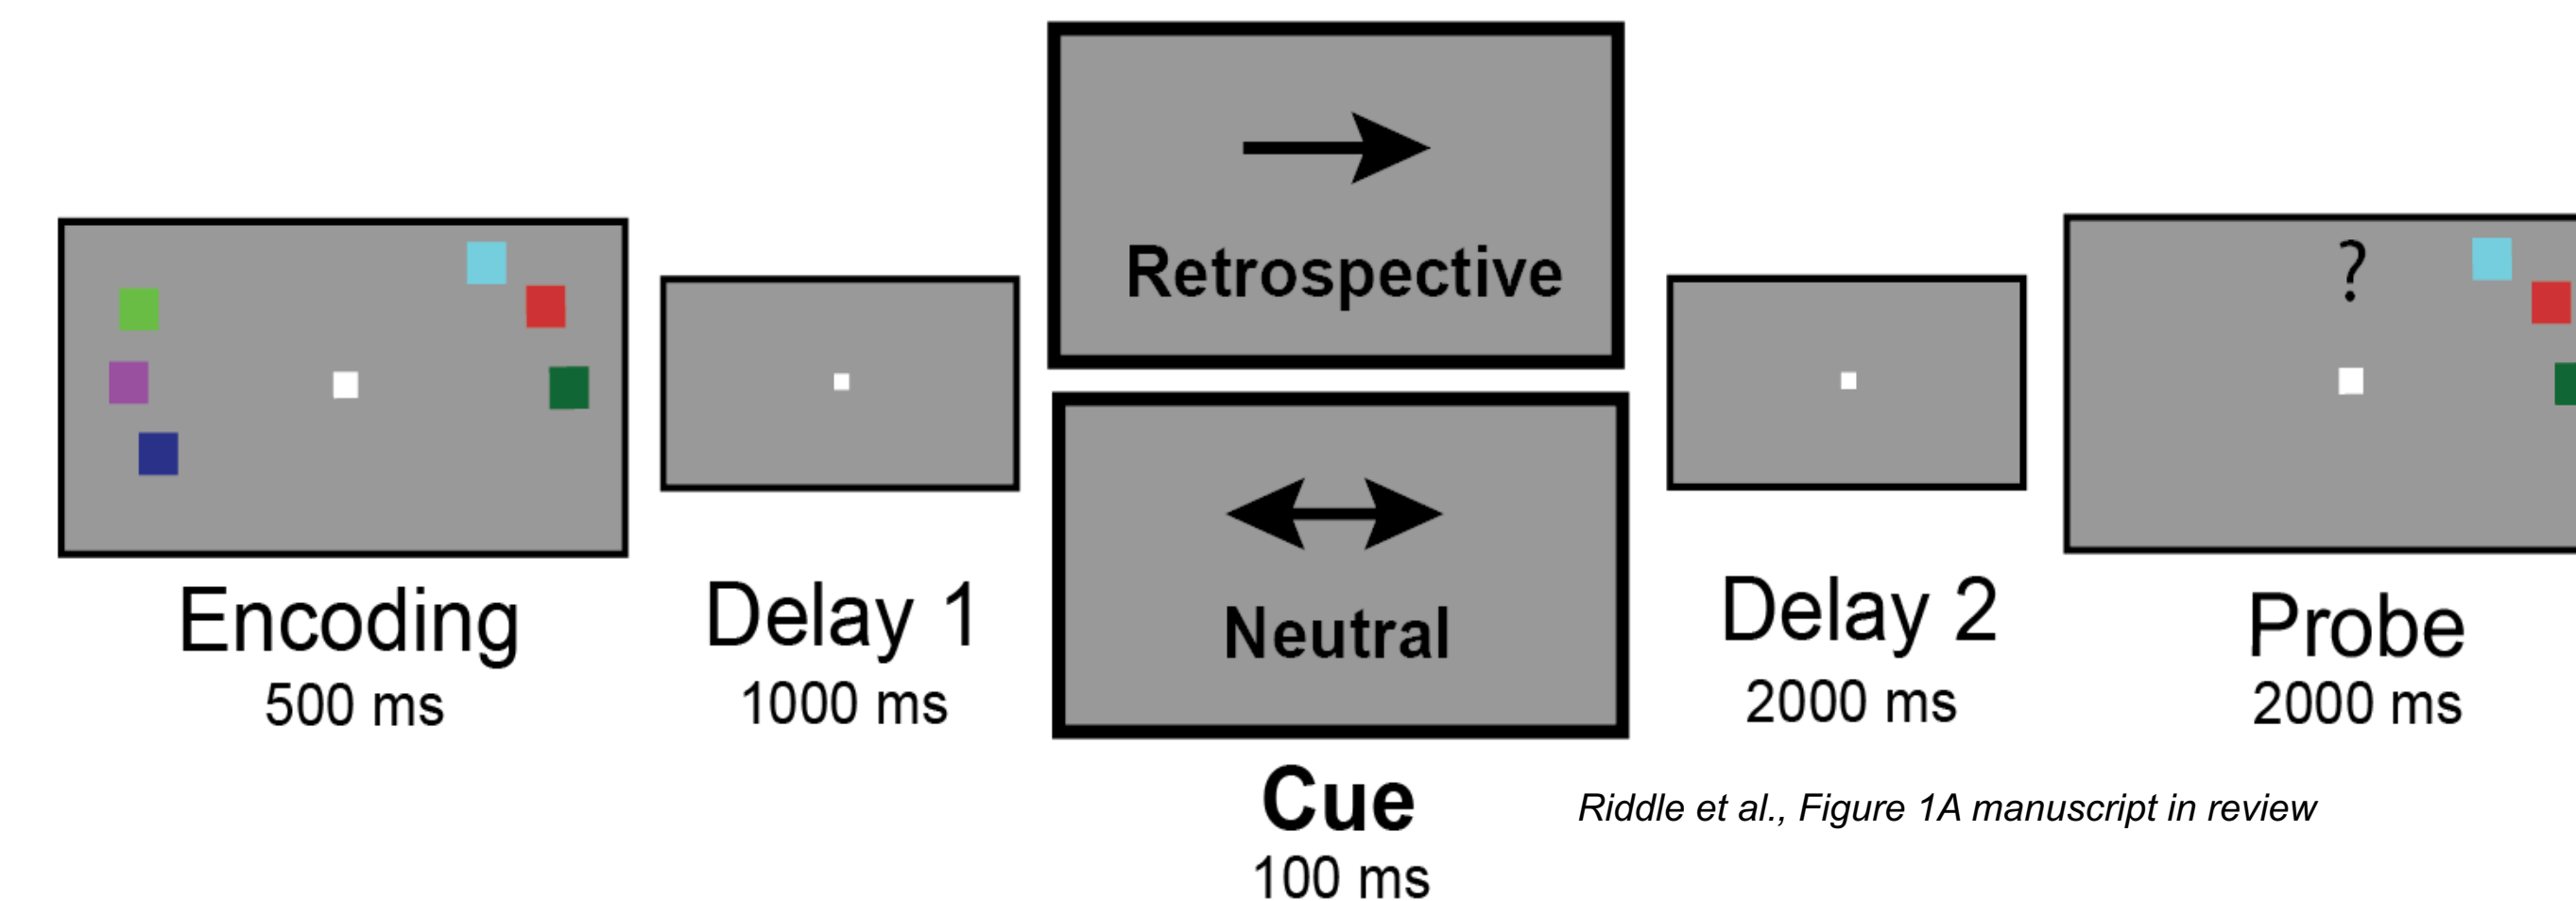 Retrospective
?
Neutral
Encoding
500 ms
Delay 1
1000 ms
Cue
100 ms
Delay 2
2000 ms
Probe
2000 ms
Riddle et al., Figure 1A manuscript in review